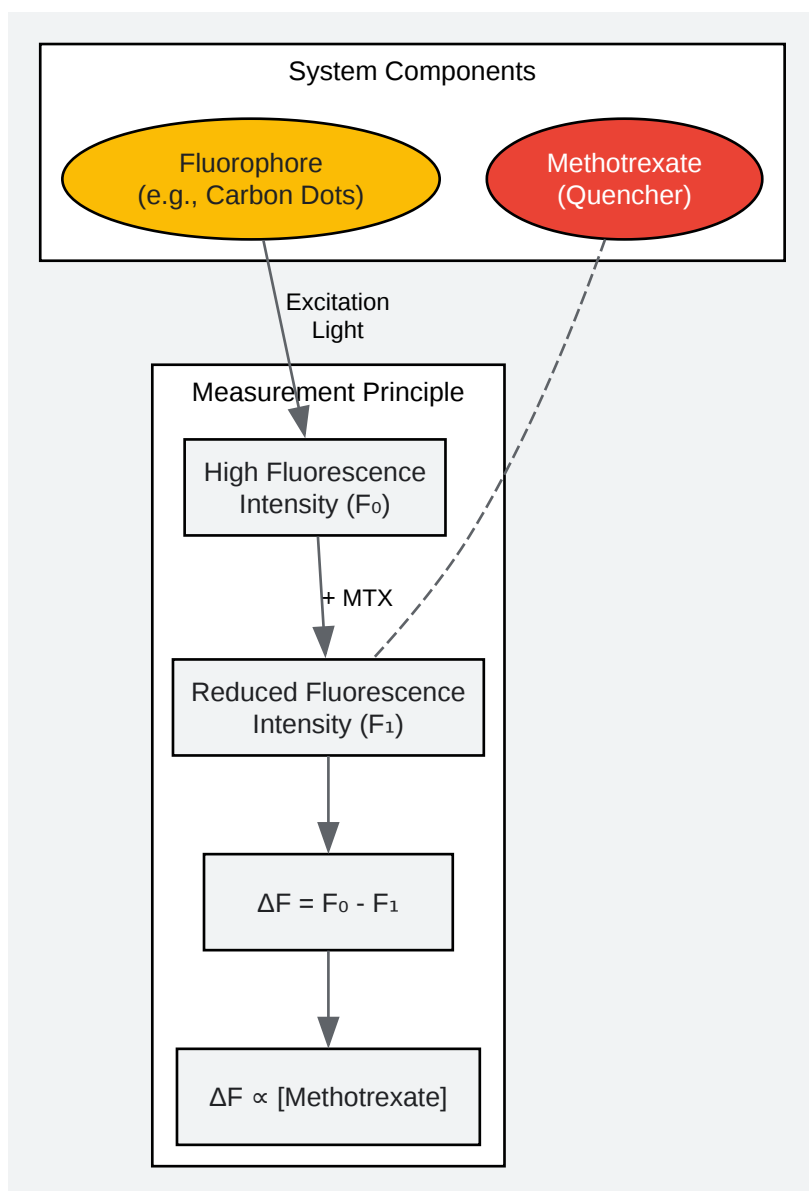 System Components
Fluorophore
(e.g., Carbon Dots)
Methotrexate
(Quencher)
Excitation
Light
Measurement Principle
High Fluorescence
Intensity (F₀)
+ MTX
Reduced Fluorescence
Intensity (F₁)
ΔF = F₀ - F₁
ΔF ∝ [Methotrexate]